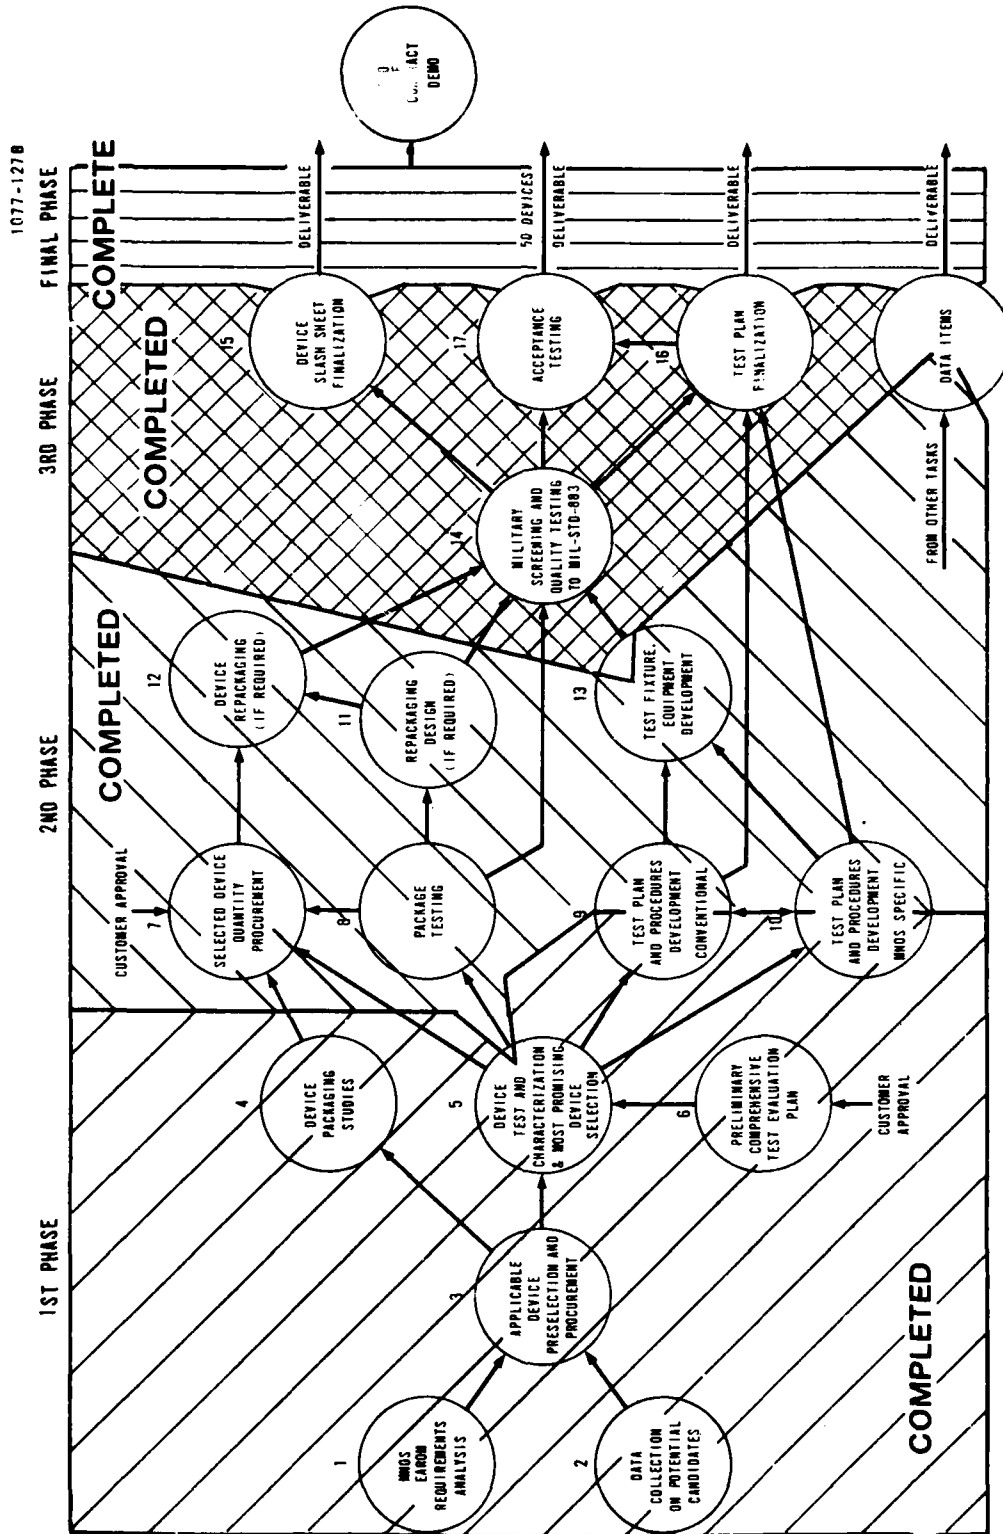 1077-127B
1ST PHASE
2ND PHASE
3RD PHASE
FINAL PHASE
COMPLETED
COMPLETED
COMPLETED
COMPLETE
1
MNOS
EAROM
REQUIREMENTS
ANALYSIS
2
DATA
COLLECTION
ON POTENTIAL
CANDIDATES
3
APPLICABLE
DEVICE
PRESELECTION AND
PROCUREMENT
4
DEVICE
PACKAGING
STUDIES
5
DEVICE
TEST AND
CHARACTERIZATION
& MOST PROMISING
DEVICE
SELECTION
6
PRELIMINARY
COMPREHENSIVE
TEST EVALUATION
PLAN
CUSTOMER
APPROVAL
CUSTOMER APPROVAL
7
SELECTED DEVICE
QUANTITY
PROCUREMENT
8
PACKAGE
TESTING
9
TEST PLAN
AND PROCEDURES
DEVELOPMENT
CONVENTIONAL
10
TEST PLAN
AND PROCEDURES
DEVELOPMENT
MNOS SPECIFIC
11
REPACKAGING
DESIGN
(IF REQUIRED)
12
DEVICE
REPACKAGING
(IF REQUIRED)
13
TEST FIXTURE,
EQUIPMENT
DEVELOPMENT
14
MILITARY
SCREENING AND
QUALITY TESTING
TO MIL-STD-883
15
DEVICE
SLASH SHEET
FINALIZATION
17
ACCEPTANCE
TESTING
16
TEST PLAN
FINALIZATION
FROM OTHER TASKS
DATA ITEMS
DELIVERABLE
50 DEVICES
DELIVERABLE
DELIVERABLE
DELIVERABLE
DEMO